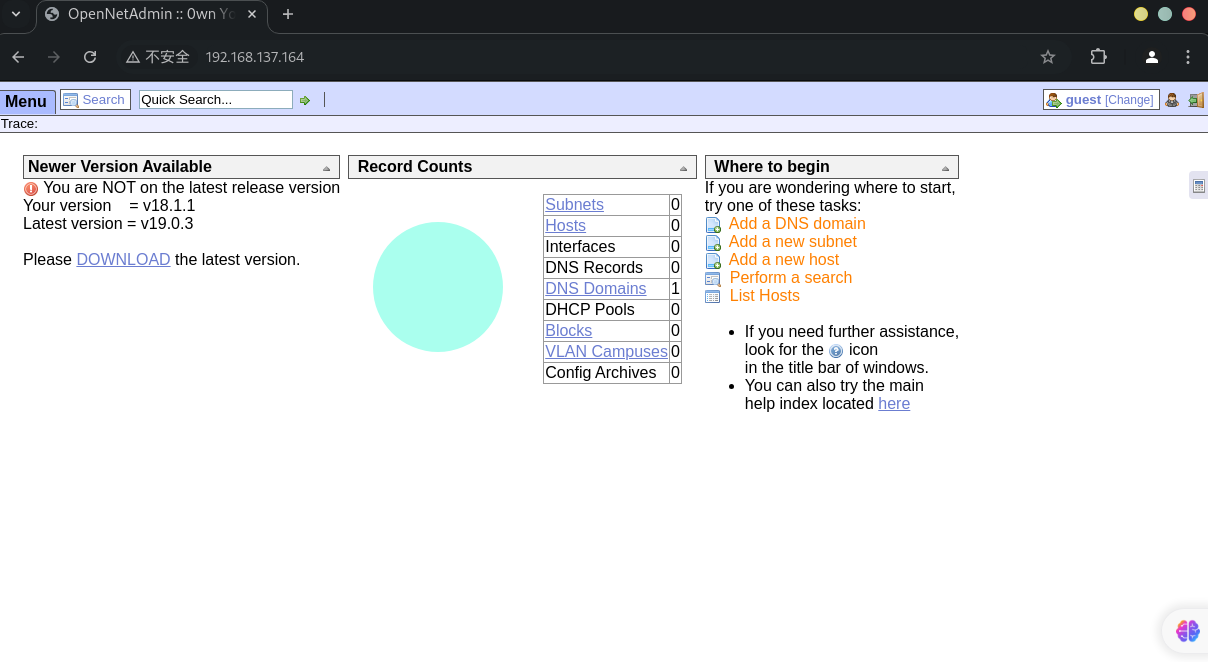 OpenNetAdmin :: 0wn Yo
不安全 192.168.137.164
Menu Search Quick Search... guest [Change]
Trace:
Newer Version Available
You are NOT on the latest release version
Your version = v18.1.1
Latest version = v19.0.3
Please DOWNLOAD the latest version.
Record Counts
Subnets 0
Hosts 0
Interfaces 0
DNS Records 0
DNS Domains 1
DHCP Pools 0
Blocks 0
VLAN Campuses 0
Config Archives 0
Where to begin
If you are wondering where to start,
try one of these tasks:
Add a DNS domain
Add a new subnet
Add a new host
Perform a search
List Hosts
If you need further assistance,
look for the ? icon
in the title bar of windows.
You can also try the main
help index located here